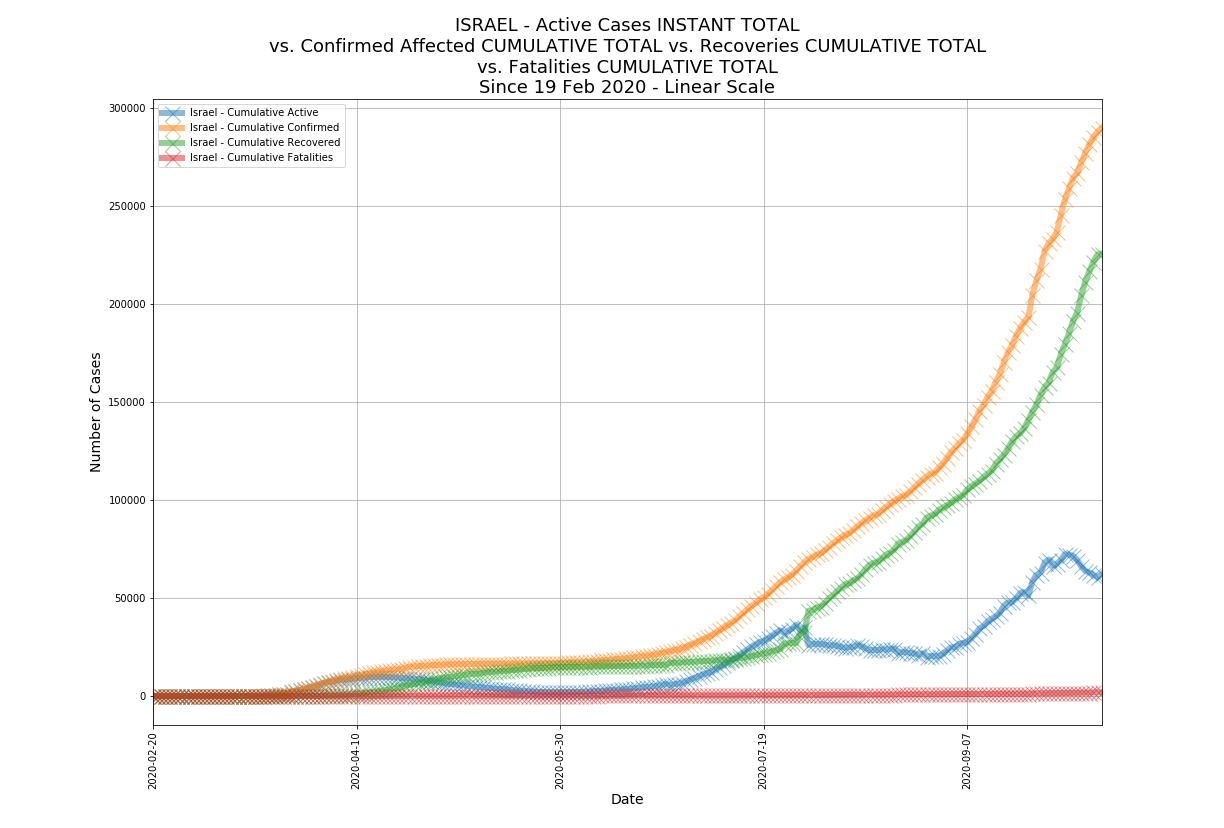 ISRAEL - Active Cases INSTANT TOTAL
vs. Confirmed Affected CUMULATIVE TOTAL vs. Recoveries CUMULATIVE TOTAL
vs. Fatalities CUMULATIVE TOTAL
Since 19 Feb 2020 - Linear Scale
Israel - Cumulative Active
Israel - Cumulative Confirmed
Israel - Cumulative Recovered
Israel - Cumulative Fatalities
Number of Cases
300000
250000
200000
150000
100000
50000
0
2020-02-20
2020-04-10
2020-05-30
2020-07-19
2020-09-07
Date